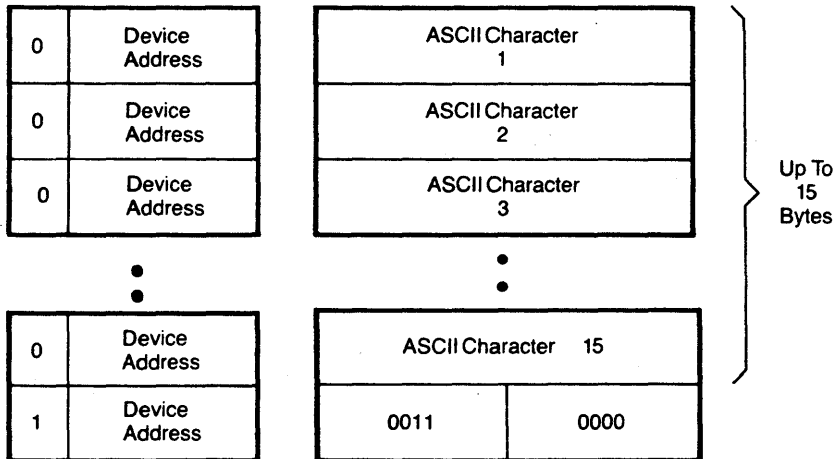 0 Device Address ASCII Character 1
0 Device Address ASCII Character 2
0 Device Address ASCII Character 3
Up To 15 Bytes
0 Device Address ASCII Character 15
1 Device Address 0011 0000